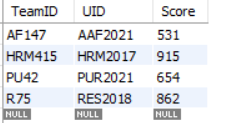 TeamID UID Score
AF147 AAF2021 531
HRM415 HRM2017 915
PU42 PUR2021 654
R75 RES2018 862
NULL NULL NULL